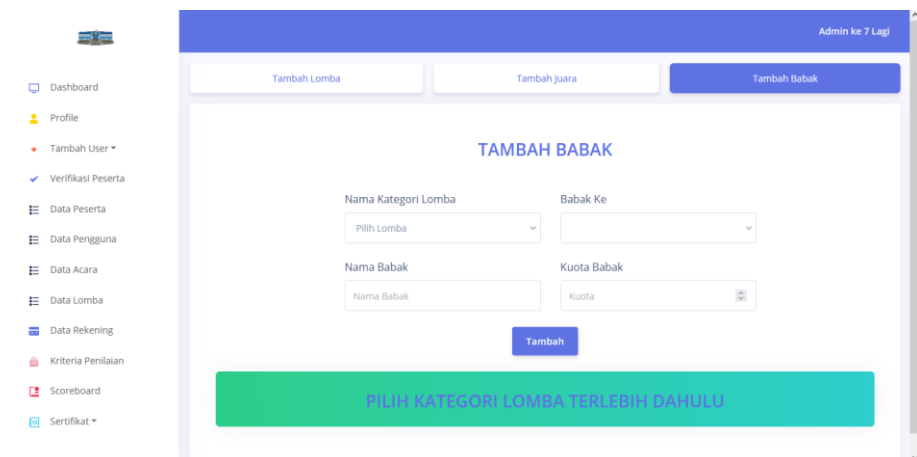 Admin ke 7 Lagi
Dashboard
Profile
Tambah User
Verifikasi Peserta
Data Peserta
Data Pengguna
Data Acara
Data Lomba
Data Rekening
Kriteria Penilaian
Scoreboard
Sertifikat
Tambah Lomba
Tambah Juara
Tambah Babak
TAMBAH BABAK
Nama Kategori Lomba
Pilih Lomba
Babak Ke
Nama Babak
Nama Babak
Kuota Babak
Kuota
Tambah
PILIH KATEGORI LOMBA TERLEBIH DAHULU